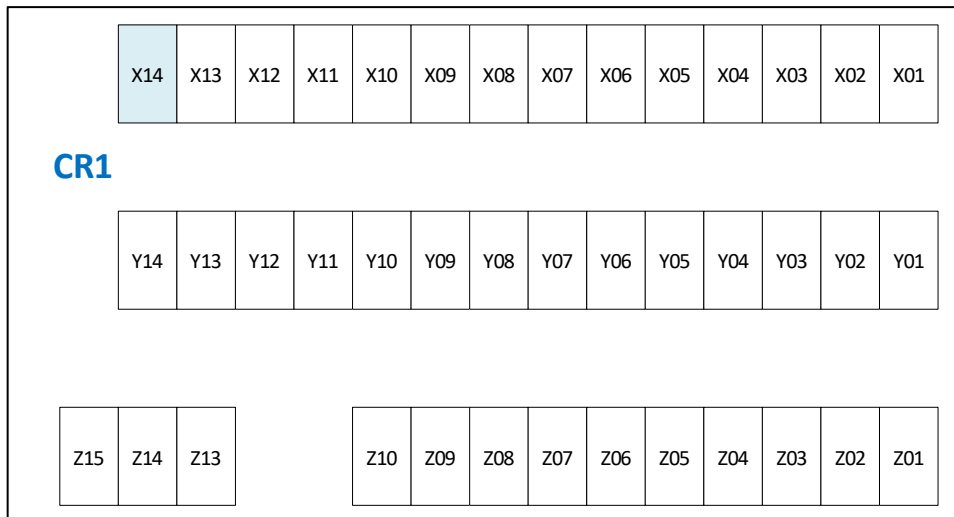 X14 X13 X12 X11 X10 X09 X08 X07 X06 X05 X04 X03 X02 X01
CR1
Y14 Y13 Y12 Y11 Y10 Y09 Y08 Y07 Y06 Y05 Y04 Y03 Y02 Y01
Z15 Z14 Z13 Z10 Z09 Z08 Z07 Z06 Z05 Z04 Z03 Z02 Z01